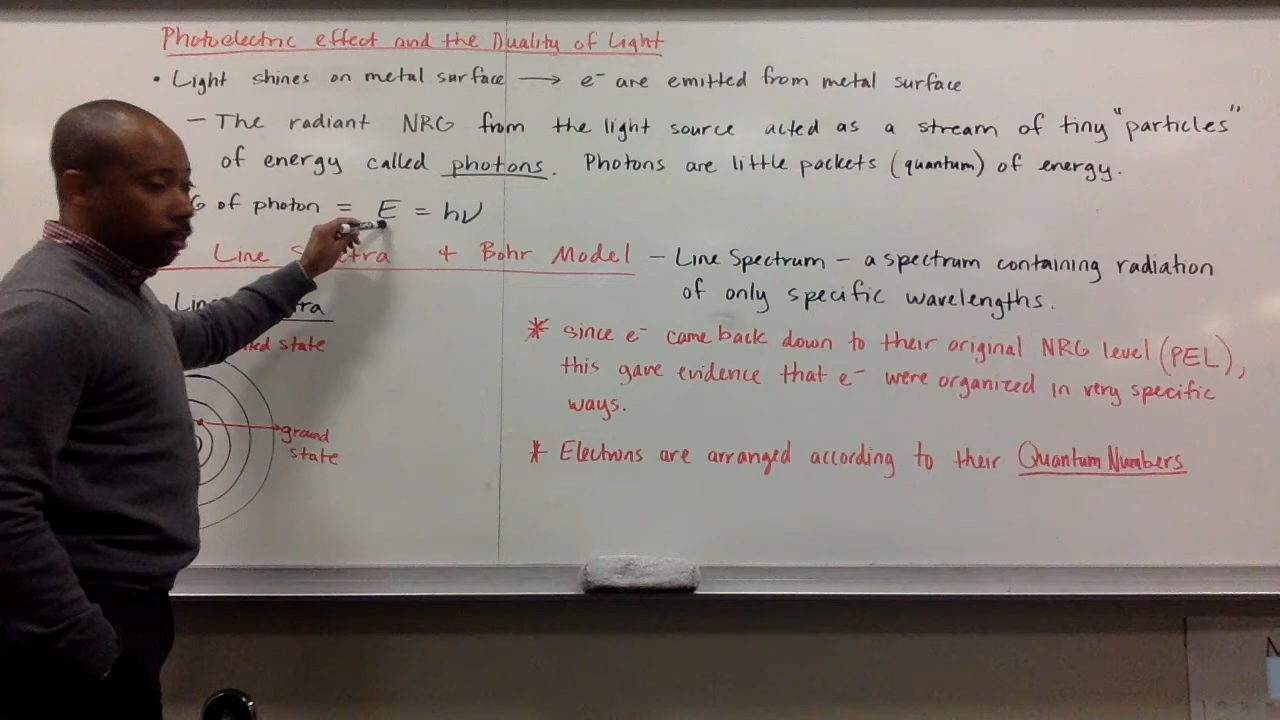 Photoelectric effect and the Duality of Light
• Light shines on metal surface → e⁻ are emitted from metal surface
– The radiant NRG from the light source acted as a stream of tiny "particles"
of energy called photons. Photons are little packets (quantum) of energy.
G of photon = E = hν
Line tra + Bohr Model – Line Spectrum – a spectrum containing radiation
of only specific wavelengths.
Lin tra
* since e⁻ came back down to their original NRG level (PEL),
ed state
this gave evidence that e⁻ were organized in very specific
ways.
ground
state
* Electrons are arranged according to their Quantum Numbers